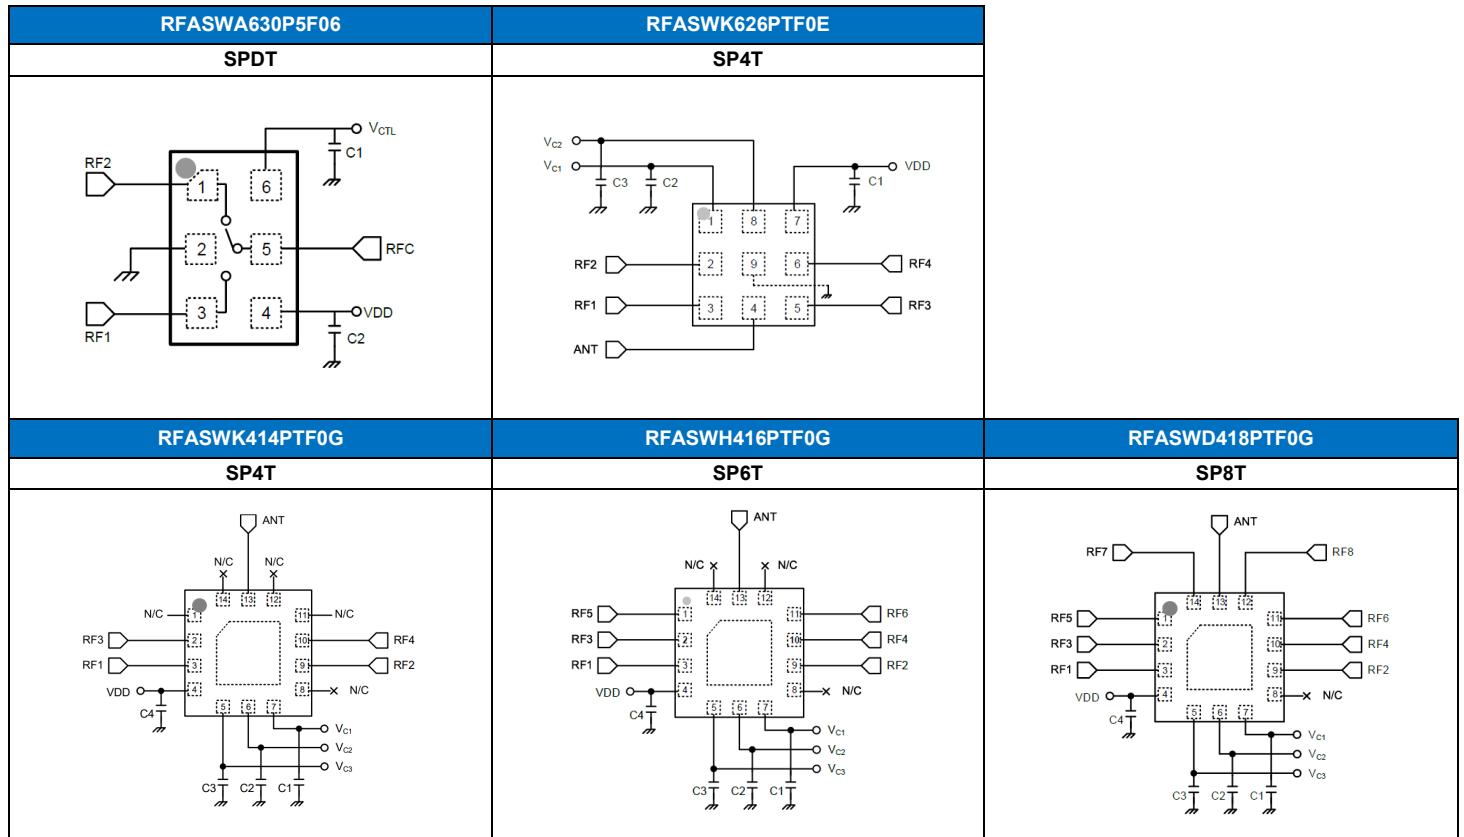 RFASWA630P5F06
RFASWK626PTF0E
SPDT
SP4T
VCTL
C1
RF2
1
6
2
5
RFC
3
4
VDD
RF1
C2
VC2
VC1
VDD
C3
C2
C1
1
8
7
RF2
2
9
6
RF4
RF1
3
4
5
RF3
ANT
RFASWK414PTF0G
RFASWH416PTF0G
RFASWD418PTF0G
SP4T
SP6T
SP8T
ANT
N/C
N/C
14
13
12
N/C
1
11
N/C
RF3
2
10
RF4
RF1
3
9
RF2
VDD
4
8
N/C
C4
5
6
7
VC1
VC2
VC3
C3
C2
C1
ANT
N/C
N/C
14
13
12
RF5
1
11
RF6
RF3
2
10
RF4
RF1
3
9
RF2
VDD
4
8
N/C
C4
5
6
7
VC1
VC2
VC3
C3
C2
C1
ANT
RF7
RF8
14
13
12
RF5
1
11
RF6
RF3
2
10
RF4
RF1
3
9
RF2
VDD
4
8
N/C
C4
5
6
7
VC1
VC2
VC3
C3
C2
C1